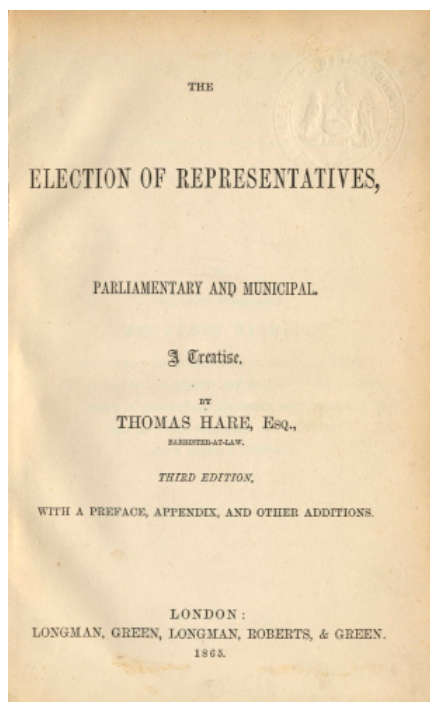 THE
ELECTION OF REPRESENTATIVES,
PARLIAMENTARY AND MUNICIPAL.
A Treatise.
BY
THOMAS HARE, Esq.,
BARRISTER-AT-LAW.
THIRD EDITION,
WITH A PREFACE, APPENDIX, AND OTHER ADDITIONS.
LONDON:
LONGMAN, GREEN, LONGMAN, ROBERTS, & GREEN.
1865.